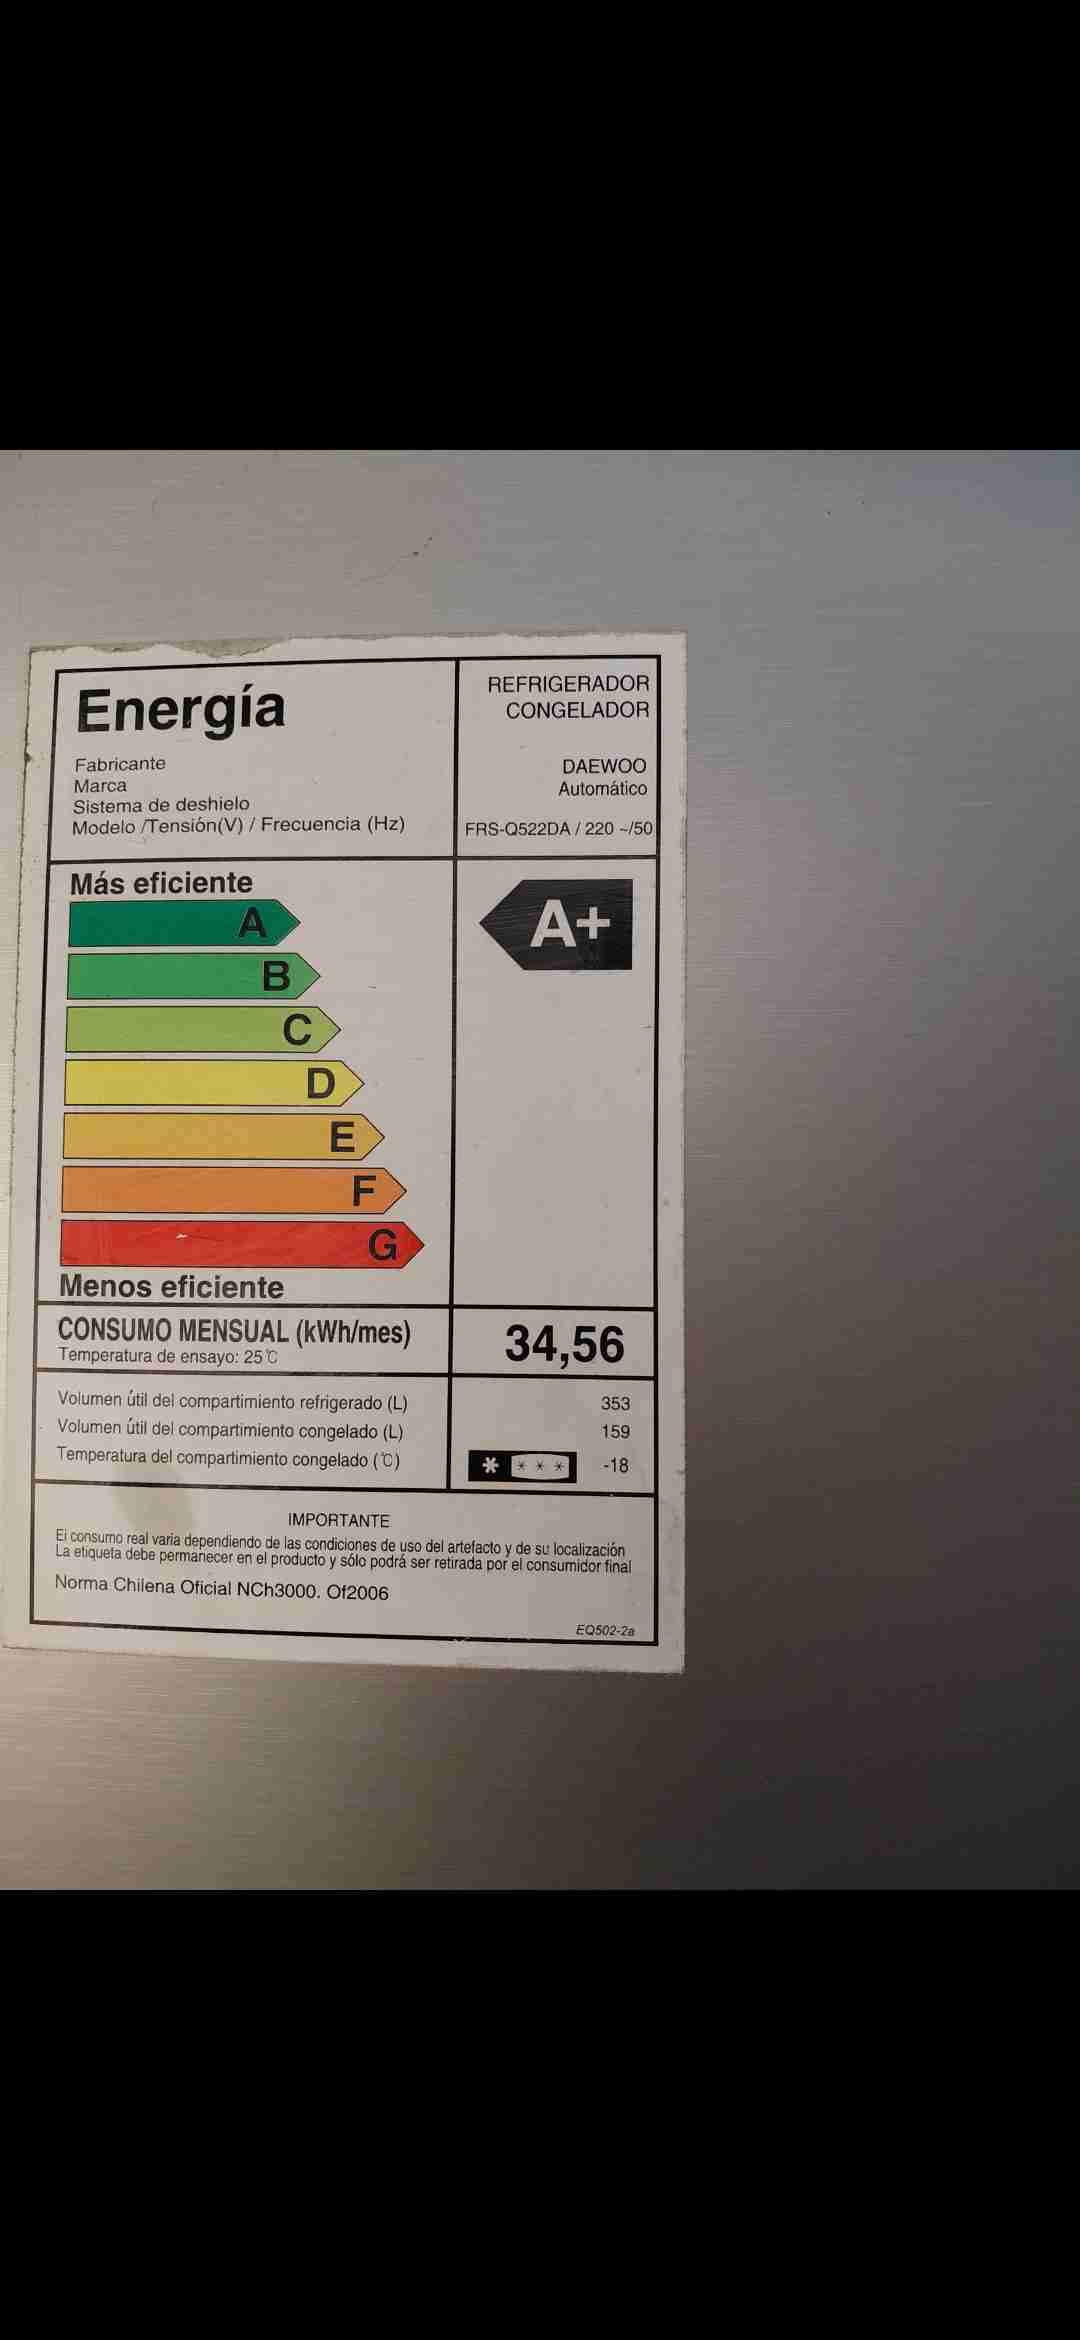 Energía
REFRIGERADOR
CONGELADOR
Fabricante
Marca
DAEWOO
Sistema de deshielo
Automático
Modelo /Tensión(V) / Frecuencia (Hz)
FRS-Q522DA / 220 ~/50
Más eficiente
A
A+
B
C
D
E
F
G
Menos eficiente
CONSUMO MENSUAL (kWh/mes)
34,56
Temperatura de ensayo: 25℃
Volumen útil del compartimiento refrigerado (L)
353
Volumen útil del compartimiento congelado (L)
159
Temperatura del compartimiento congelado (℃)
* *** -18
IMPORTANTE
El consumo real varia dependiendo de las condiciones de uso del artefacto y de su localización
La etiqueta debe permanecer en el producto y sólo podrá ser retirada por el consumidor final
Norma Chilena Oficial NCh3000. Of2006
EQ502-2a